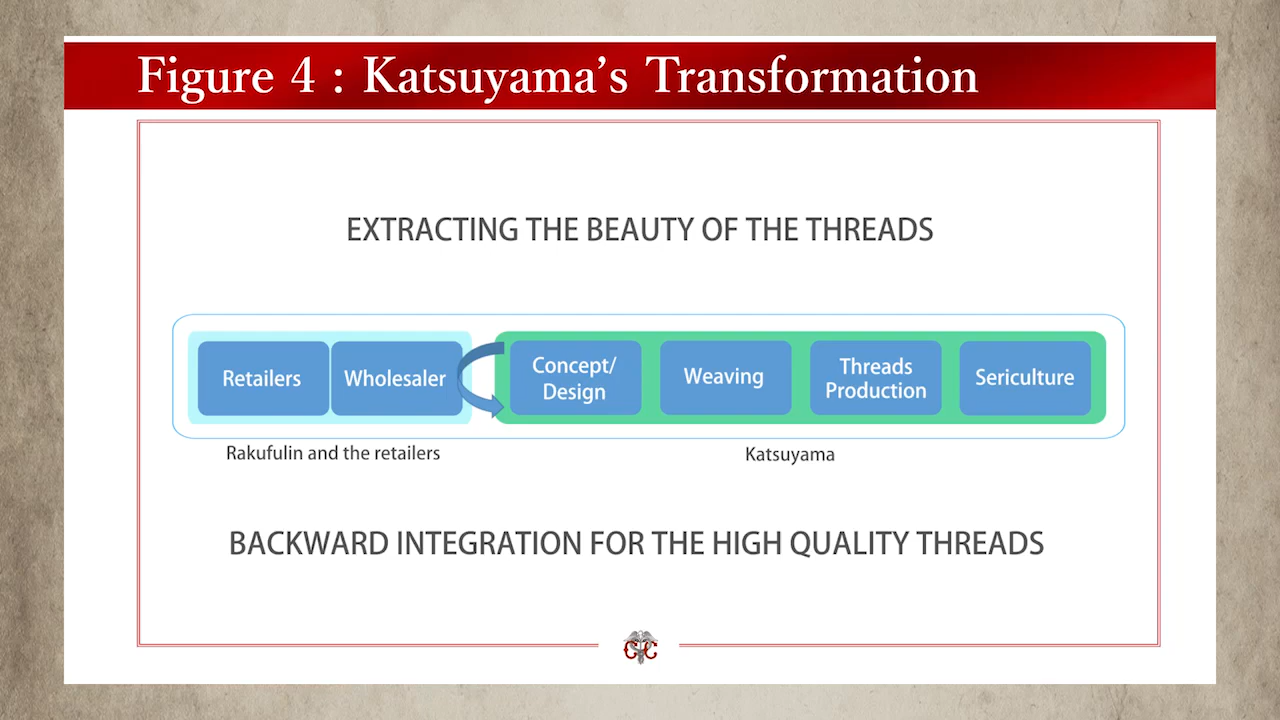 Figure 4 : Katsuyama's Transformation
EXTRACTING THE BEAUTY OF THE THREADS
Retailers
Wholesaler
Concept/
Design
Weaving
Threads
Production
Sericulture
Rakufulin and the retailers
Katsuyama
BACKWARD INTEGRATION FOR THE HIGH QUALITY THREADS
C C